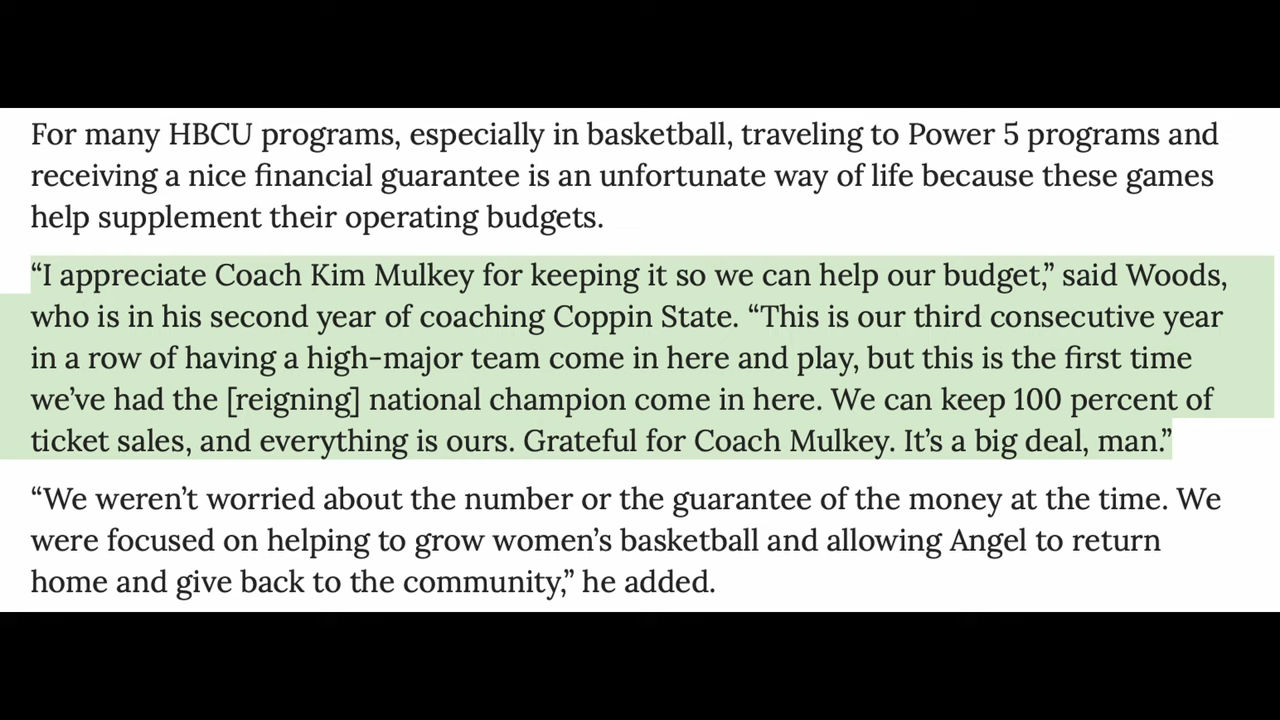 For many HBCU programs, especially in basketball, traveling to Power 5 programs and
receiving a nice financial guarantee is an unfortunate way of life because these games
help supplement their operating budgets.
“I appreciate Coach Kim Mulkey for keeping it so we can help our budget,” said Woods,
who is in his second year of coaching Coppin State. “This is our third consecutive year
in a row of having a high-major team come in here and play, but this is the first time
we’ve had the [reigning] national champion come in here. We can keep 100 percent of
ticket sales, and everything is ours. Grateful for Coach Mulkey. It’s a big deal, man.”
“We weren’t worried about the number or the guarantee of the money at the time. We
were focused on helping to grow women’s basketball and allowing Angel to return
home and give back to the community,” he added.